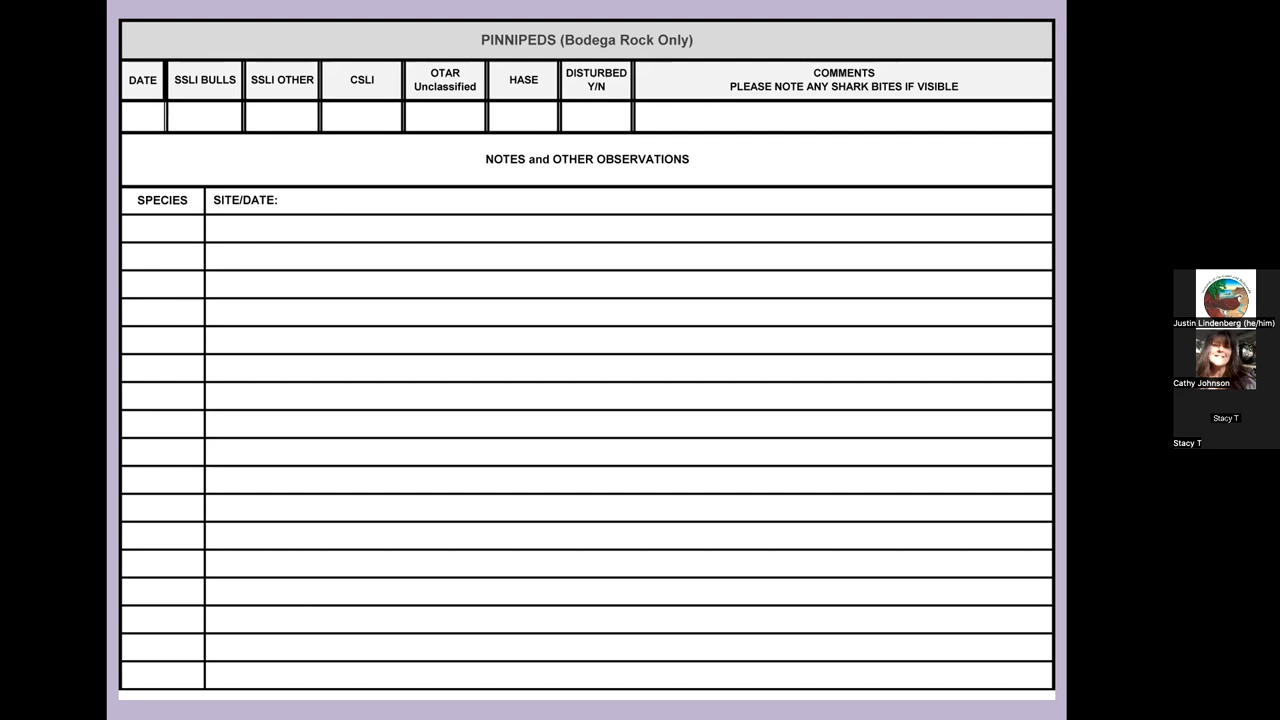 PINNIPEDS (Bodega Rock Only)
DATE
SSLI BULLS
SSLI OTHER
CSLI
OTAR
Unclassified
HASE
DISTURBED
Y/N
COMMENTS
PLEASE NOTE ANY SHARK BITES IF VISIBLE
NOTES and OTHER OBSERVATIONS
SPECIES
SITE/DATE:
Justin Lindenberg (he/him)
Cathy Johnson
Stacy T
Stacy T